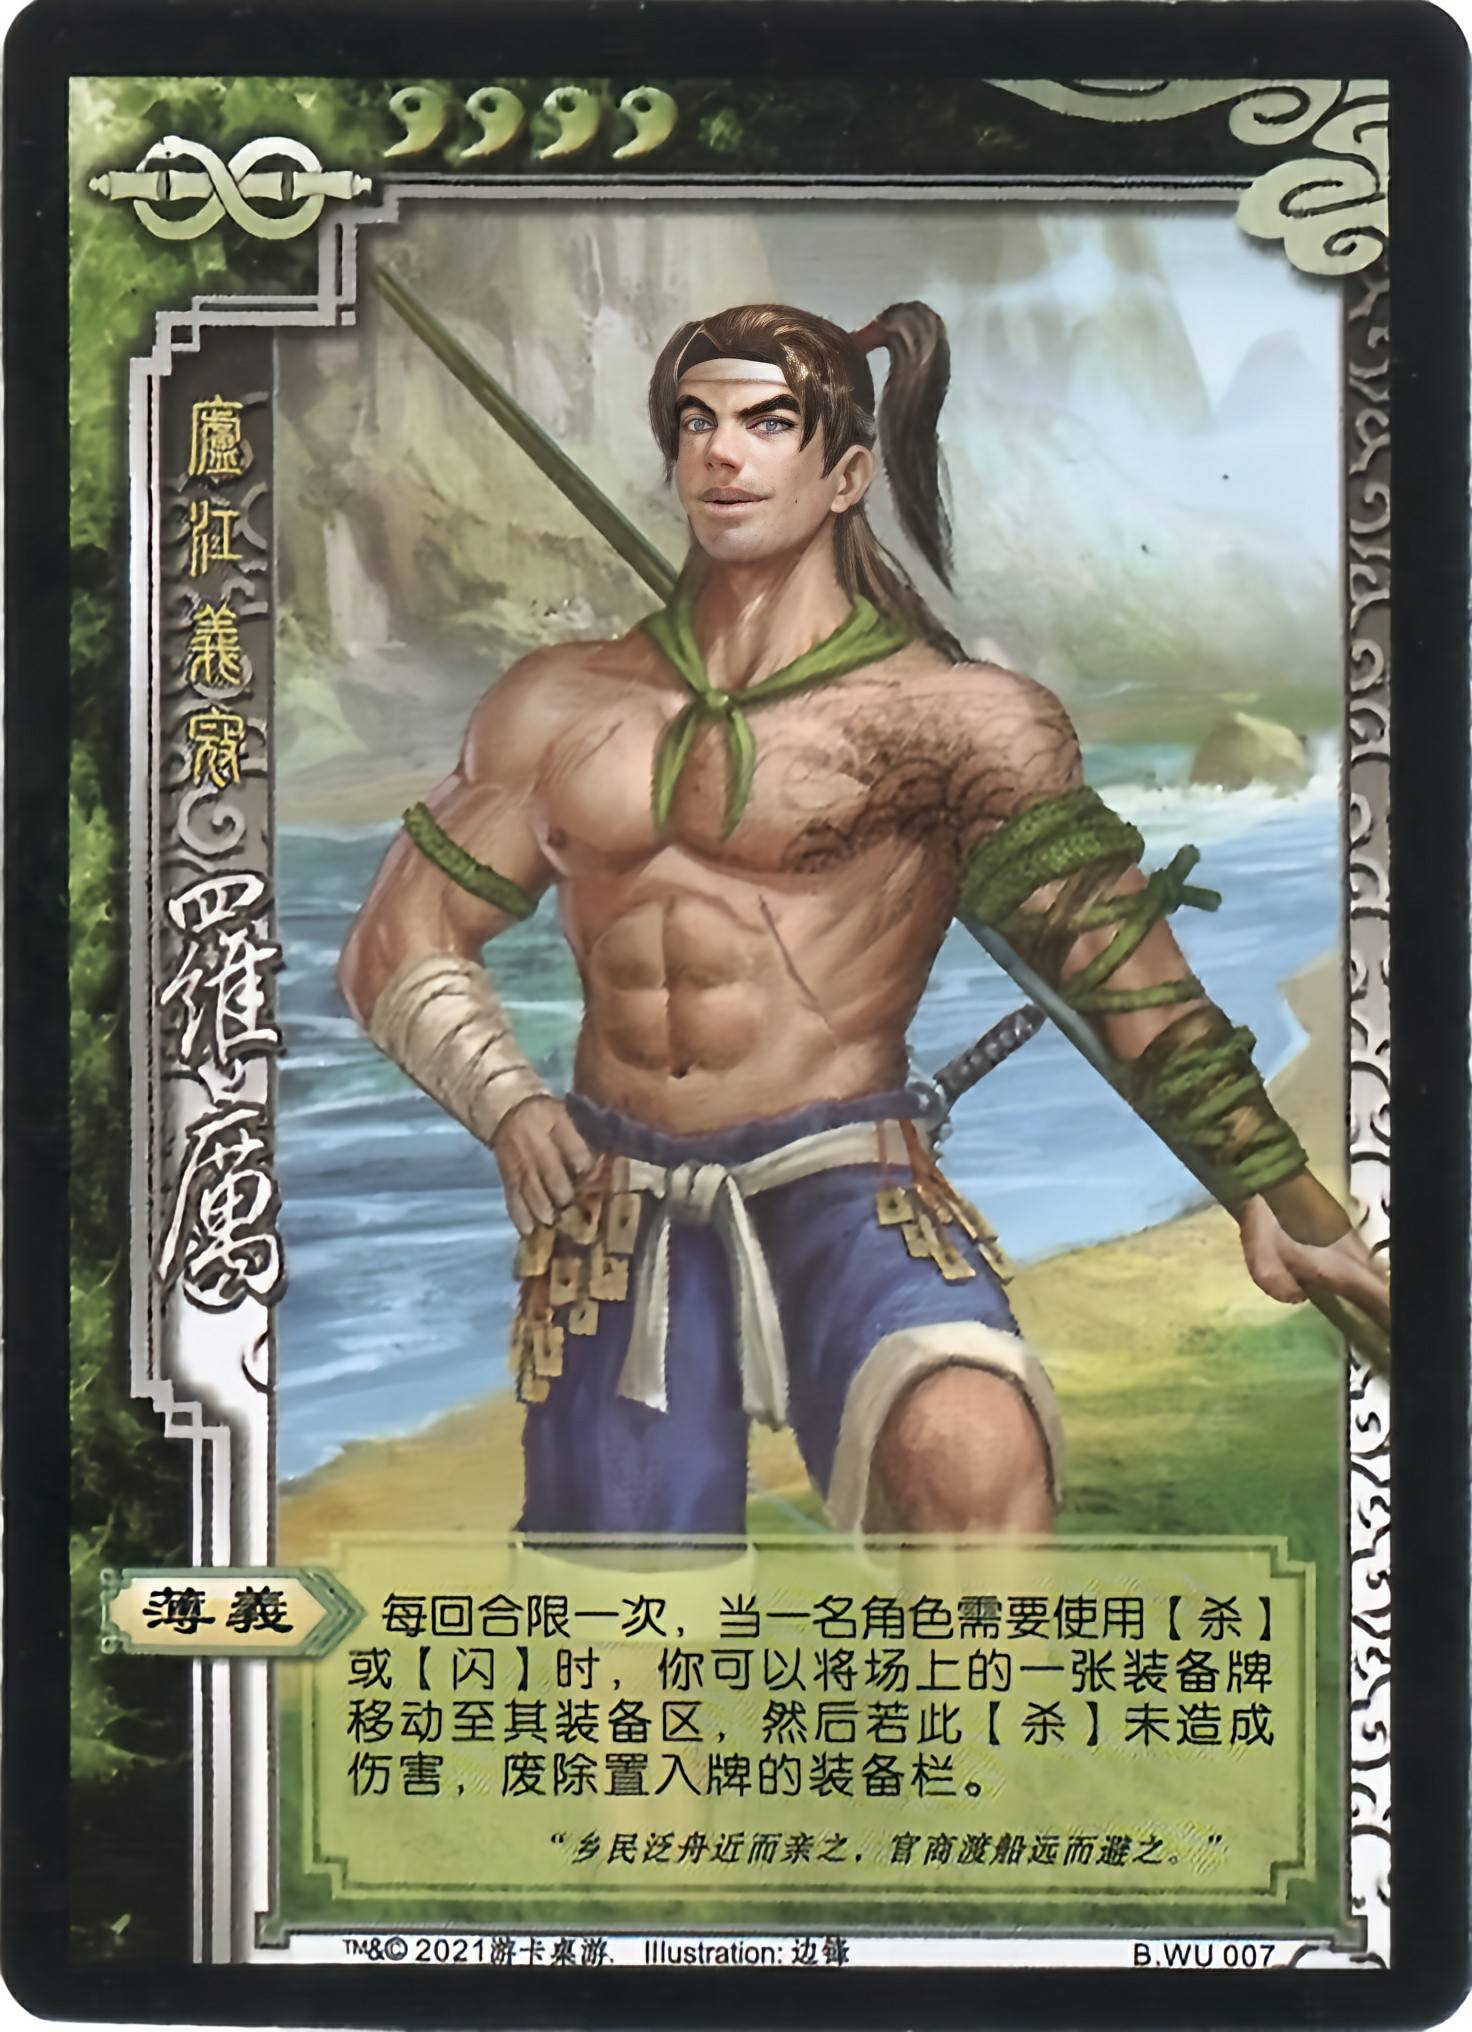 廬江義寇
羅厲
薄義
每回合限一次，当一名角色需要使用【杀】
或【闪】时，你可以将场上的一张装备牌
移动至其装备区，然后若此【杀】未造成
伤害，废除置入牌的装备栏。
“乡民泛舟近而亲之，官商渡船远而避之。”
™&© 2021游卡桌游. Illustration: 边锋
B.WU 007